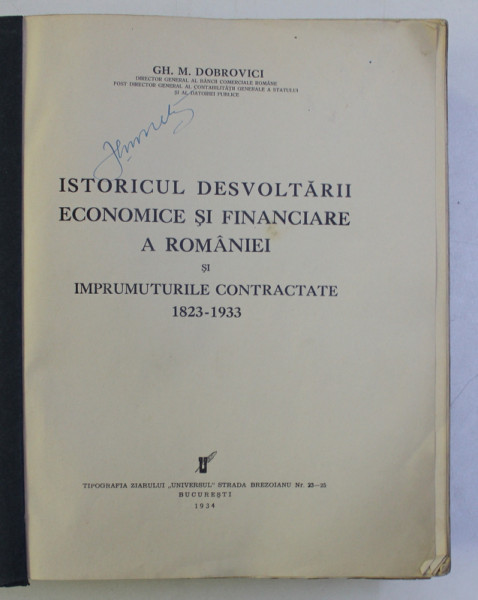 GH. M. DOBROVICI
DIRECTOR GENERAL AL BĂNCII COMERCIALE ROMÂNE
FOST DIRECTOR GENERAL AL CONTABILITĂȚII GENERALE A STATULUI
ȘI AL DATORIEI PUBLICE
ISTORICUL DESVOLTĂRII
ECONOMICE ȘI FINANCIARE
A ROMÂNIEI
ȘI
IMPRUMUTURILE CONTRACTATE
1823-1933
TIPOGRAFIA ZIARULUI „UNIVERSUL" STRADA BREZOIANU Nr. 23—25
BUCUREȘTI
1934